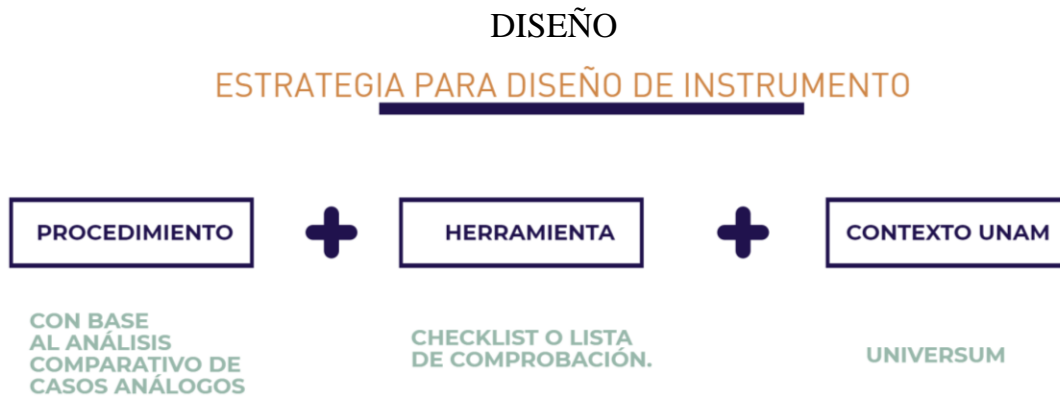 DISEÑO
ESTRATEGIA PARA DISEÑO DE INSTRUMENTO
PROCEDIMIENTO
HERRAMIENTA
CONTEXTO UNAM
CON BASE
AL ANÁLISIS
COMPARATIVO DE
CASOS ANÁLOGOS
CHECKLIST O LISTA
DE COMPROBACIÓN.
UNIVERSUM